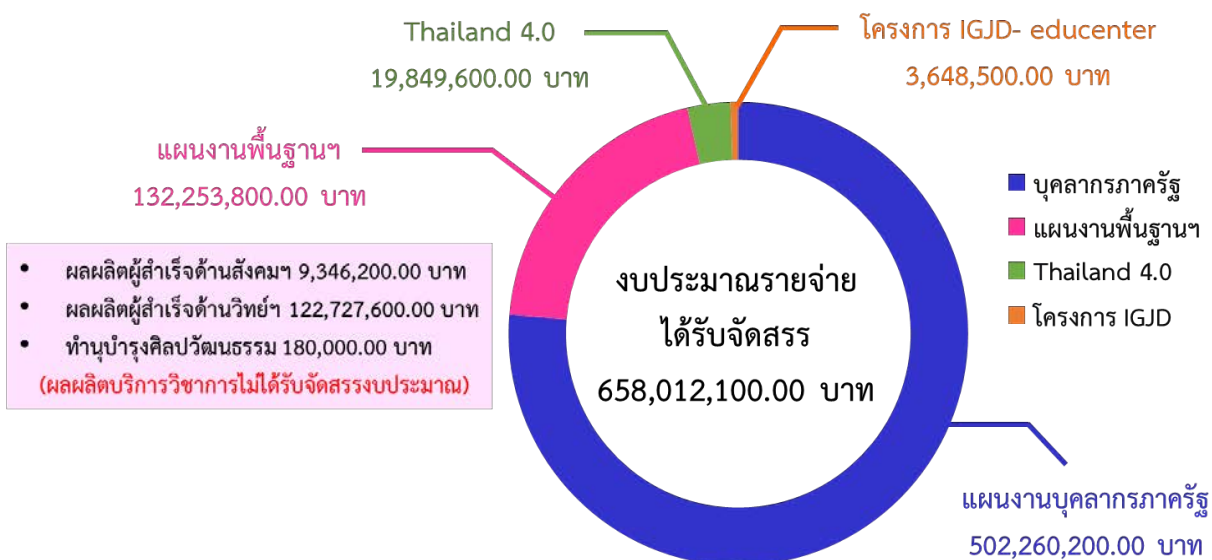 Thailand 4.0
19,849,600.00 บาท
โครงการ IGJD- educenter
3,648,500.00 บาท
แผนงานพื้นฐานฯ
132,253,800.00 บาท
• ผลผลิตผู้สำเร็จด้านสังคมฯ 9,346,200.00 บาท
• ผลผลิตผู้สำเร็จด้านวิทย์ฯ 122,727,600.00 บาท
• ทำนุบำรุงศิลปวัฒนธรรม 180,000.00 บาท
(ผลผลิตบริการวิชาการไม่ได้รับจัดสรรงบประมาณ)
งบประมาณรายจ่าย
ได้รับจัดสรร
658,012,100.00 บาท
บุคลากรภาครัฐ
แผนงานพื้นฐานฯ
Thailand 4.0
โครงการ IGJD
แผนงานบุคลากรภาครัฐ
502,260,200.00 บาท